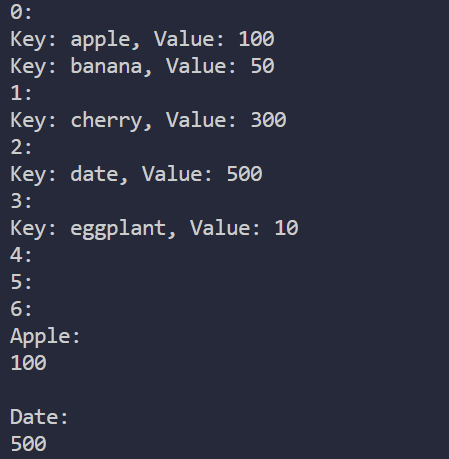 0:
Key: apple, Value: 100
Key: banana, Value: 50
1:
Key: cherry, Value: 300
2:
Key: date, Value: 500
3:
Key: eggplant, Value: 10
4:
5:
6:
Apple:
100

Date:
500